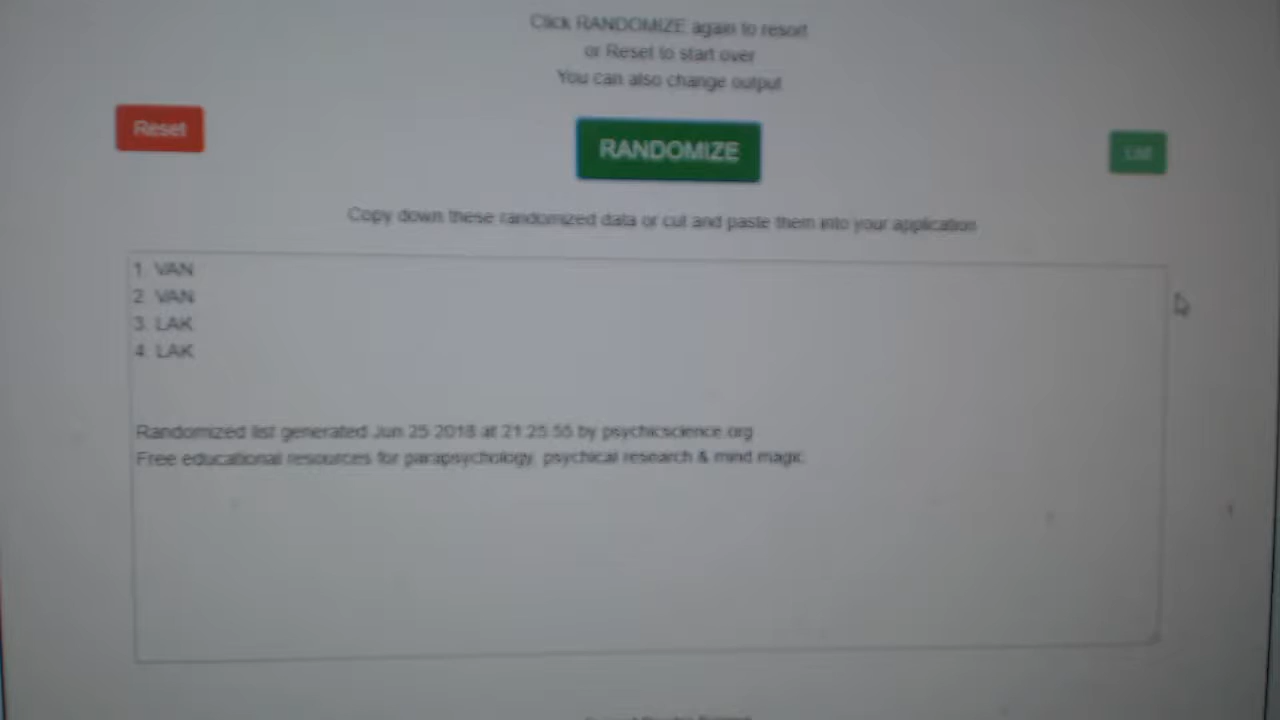 Click RANDOMIZE again to resort
or Reset to start over
You can also change output
Reset
RANDOMIZE
List
Copy down these randomized data or cut and paste them into your application
1. VAN
2. VAN
3. LAK
4. LAK
Randomized list generated Jun 25 2018 at 21:25:55 by psychicscience.org
Free educational resources for parapsychology, psychical research & mind magic